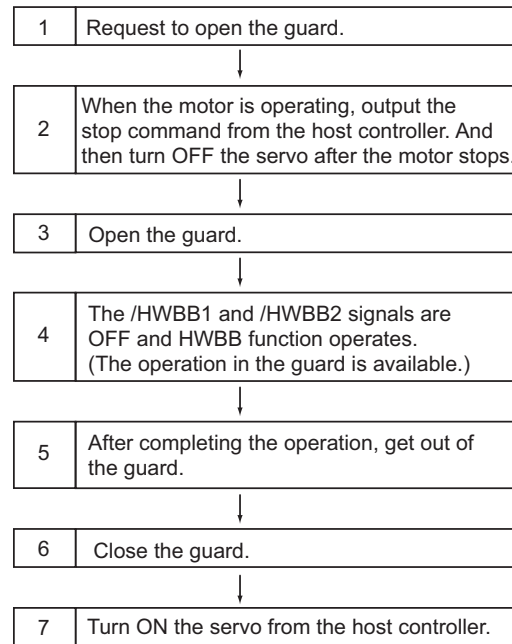 1
Request to open the guard.
2
When the motor is operating, output the
stop command from the host controller. And
then turn OFF the servo after the motor stops.
3
Open the guard.
4
The /HWBB1 and /HWBB2 signals are
OFF and HWBB function operates.
(The operation in the guard is available.)
5
After completing the operation, get out of
the guard.
6
Close the guard.
7
Turn ON the servo from the host controller.